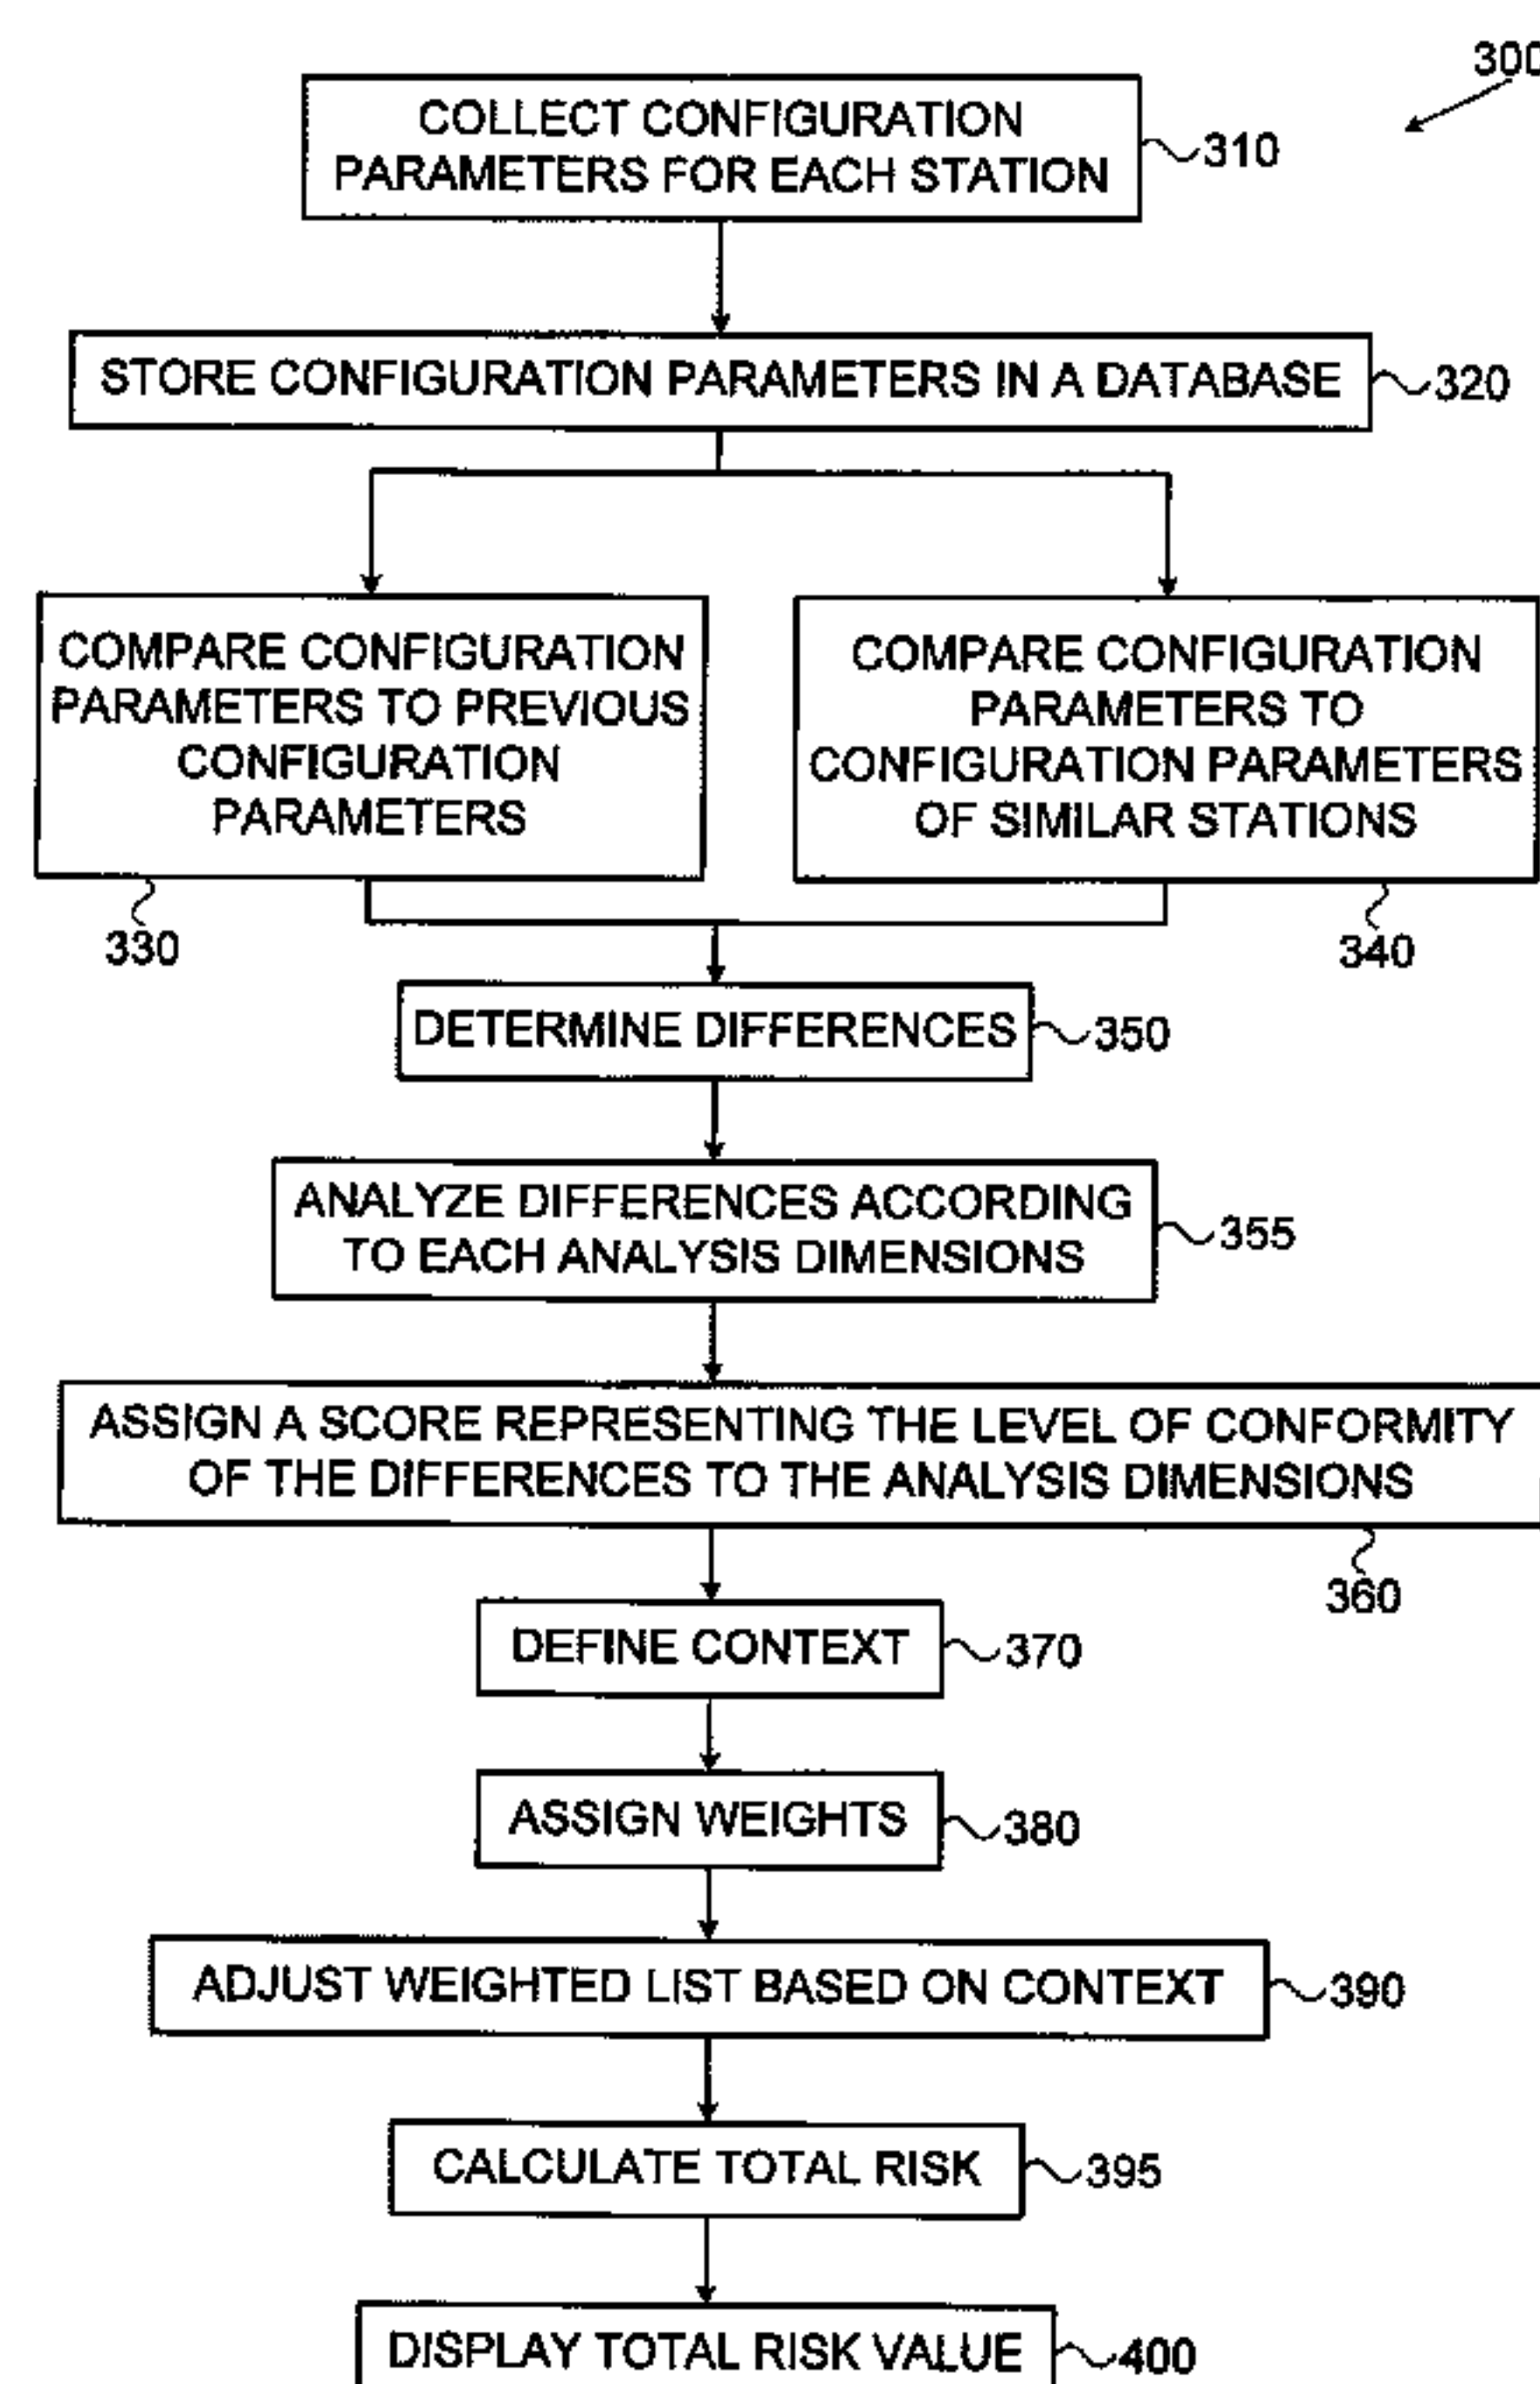 300
COLLECT CONFIGURATION
PARAMETERS FOR EACH STATION
310
STORE CONFIGURATION PARAMETERS IN A DATABASE
320
COMPARE CONFIGURATION
PARAMETERS TO PREVIOUS
CONFIGURATION
PARAMETERS
330
COMPARE CONFIGURATION
PARAMETERS TO
CONFIGURATION PARAMETERS
OF SIMILAR STATIONS
340
DETERMINE DIFFERENCES
350
ANALYZE DIFFERENCES ACCORDING
TO EACH ANALYSIS DIMENSIONS
355
ASSIGN A SCORE REPRESENTING THE LEVEL OF CONFORMITY
OF THE DIFFERENCES TO THE ANALYSIS DIMENSIONS
360
DEFINE CONTEXT
370
ASSIGN WEIGHTS
380
ADJUST WEIGHTED LIST BASED ON CONTEXT
390
CALCULATE TOTAL RISK
395
DISPLAY TOTAL RISK VALUE
400